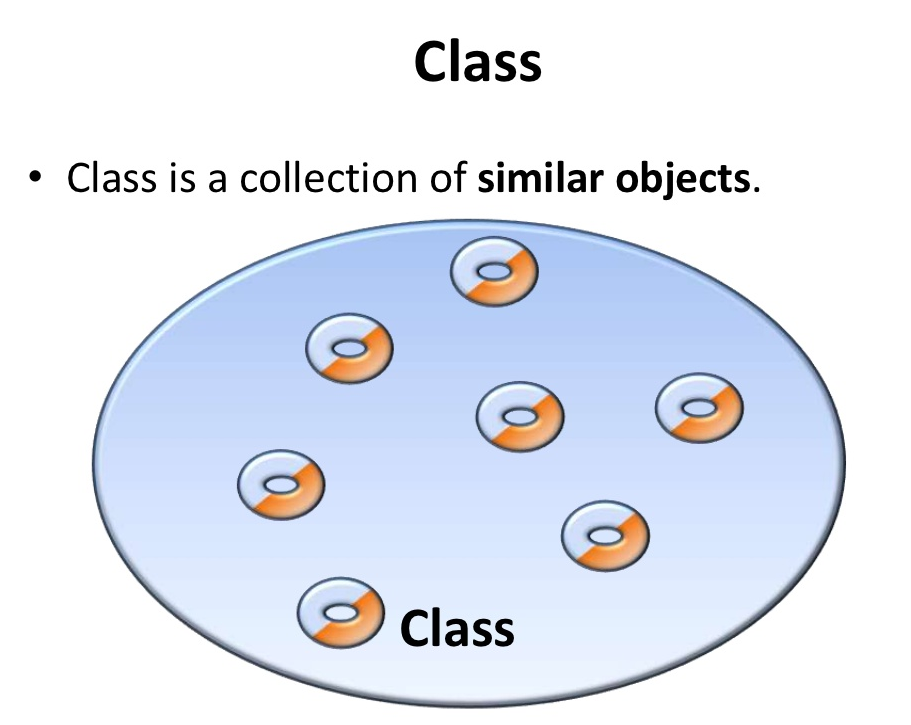 Class
• Class is a collection of similar objects.
Class